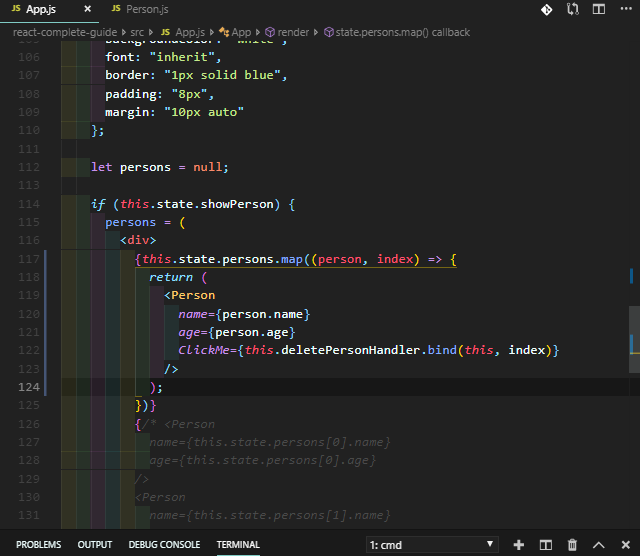 App.js × Person.js ...
react-complete-guide › src › App.js › App › render › state.persons.map() callback
105 backgroundColor: "white",
106 font: "inherit",
107 border: "1px solid blue",
108 padding: "8px",
109 margin: "10px auto"
110 };
111
112 let persons = null;
113
114 if (this.state.showPerson) {
115 persons = (
116 <div>
117 {this.state.persons.map((person, index) => {
118 return (
119 <Person
120 name={person.name}
121 age={person.age}
122 ClickMe={this.deletePersonHandler.bind(this, index)}
123 />
124 );
125 })}
126 {/* <Person
127 name={this.state.persons[0].name}
128 age={this.state.persons[0].age}
129 />
130 <Person
131 name={this.state.persons[1].name}
PROBLEMS OUTPUT DEBUG CONSOLE TERMINAL 1: cmd